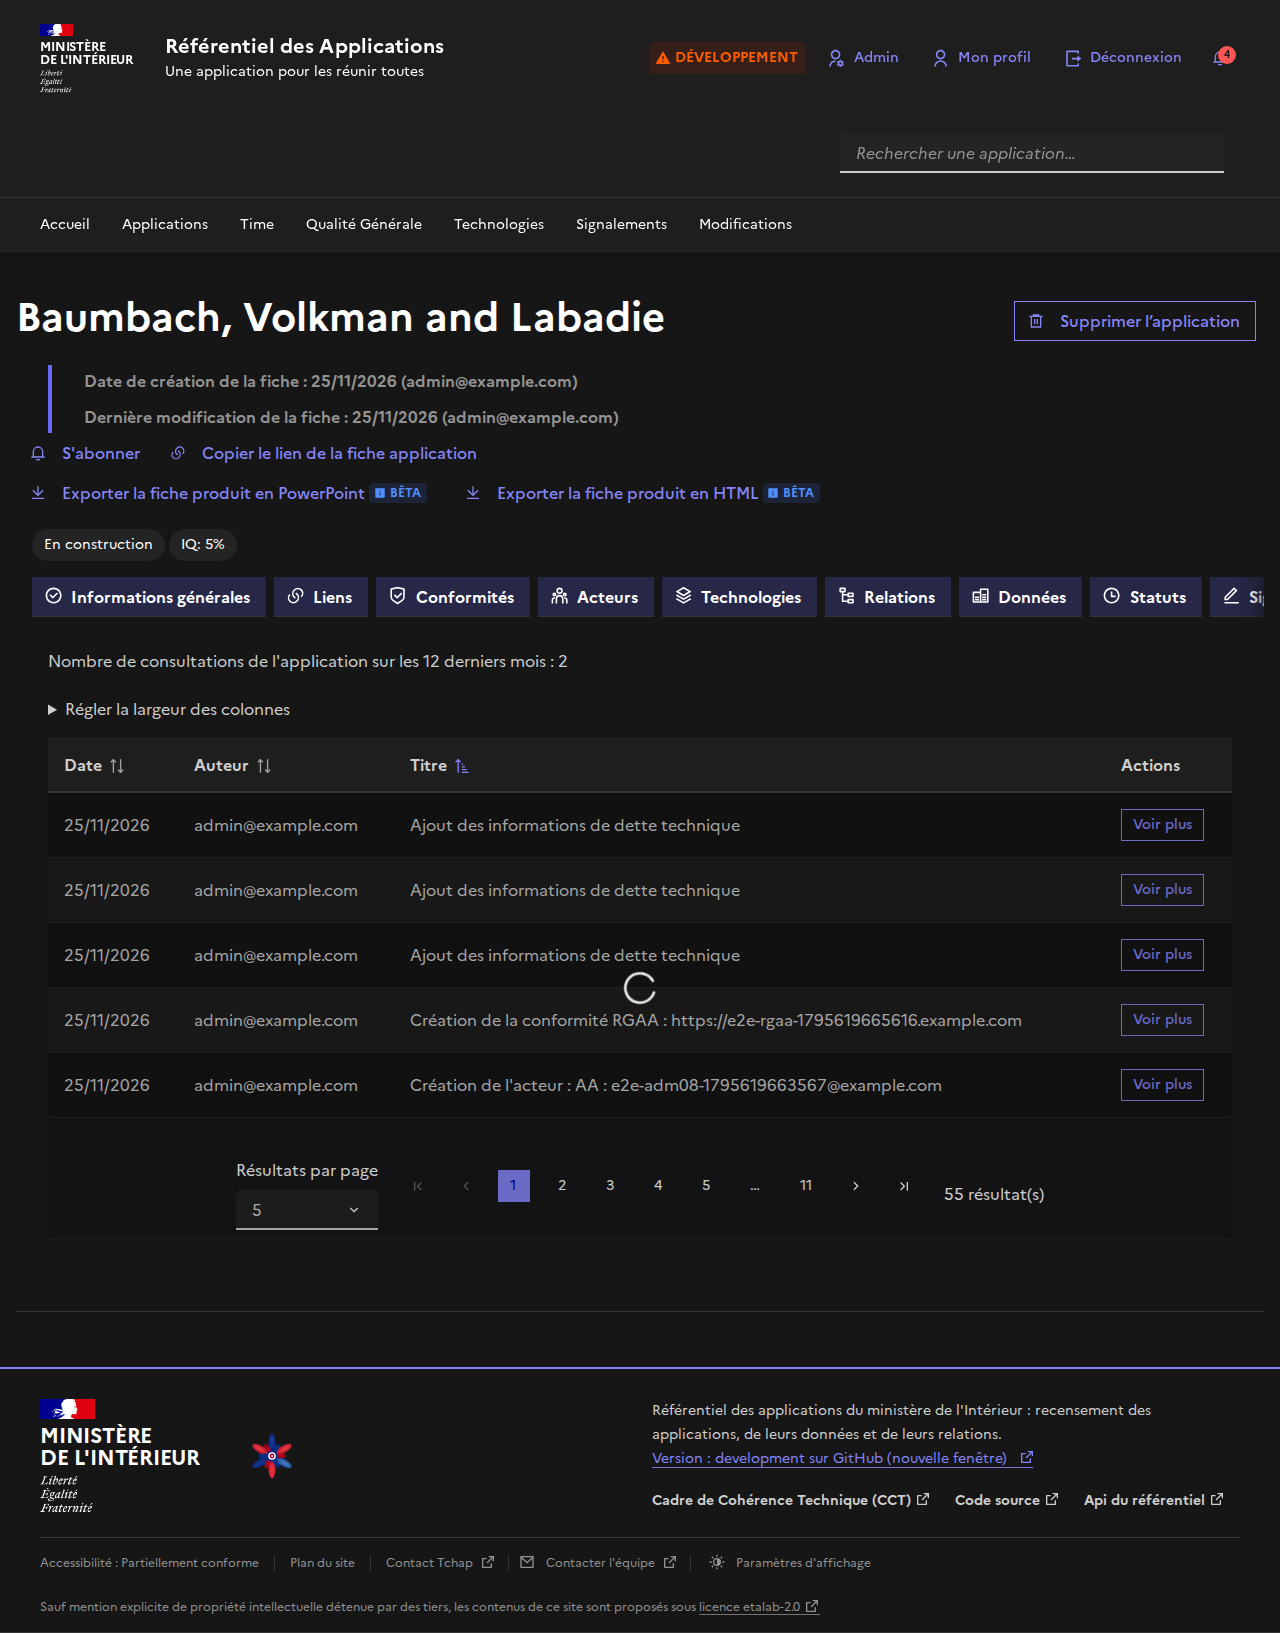 MINISTÈRE
DE L'INTÉRIEUR
Liberté
Égalité
Fraternité
Référentiel des Applications
Une application pour les réunir toutes
DÉVELOPPEMENT
Admin
Mon profil
Déconnexion
4
Rechercher une application…
Accueil
Applications
Time
Qualité Générale
Technologies
Signalements
Modifications
Baumbach, Volkman and Labadie
Supprimer l’application
Date de création de la fiche : 25/11/2026 (admin@example.com)
Dernière modification de la fiche : 25/11/2026 (admin@example.com)
S'abonner
Copier le lien de la fiche application
Exporter la fiche produit en PowerPoint BÊTA
Exporter la fiche produit en HTML BÊTA
En construction
IQ: 5%
Informations générales
Liens
Conformités
Acteurs
Technologies
Relations
Données
Statuts
Nombre de consultations de l'application sur les 12 derniers mois : 2
Régler la largeur des colonnes
Date Auteur Titre Actions
25/11/2026 admin@example.com Ajout des informations de dette technique Voir plus
25/11/2026 admin@example.com Ajout des informations de dette technique Voir plus
25/11/2026 admin@example.com Ajout des informations de dette technique Voir plus
25/11/2026 admin@example.com Création de la conformité RGAA : https://e2e-rgaa-1795619665616.example.com Voir plus
25/11/2026 admin@example.com Création de l'acteur : AA : e2e-adm08-1795619663567@example.com Voir plus
Résultats par page
5
1 2 3 4 5 … 11
55 résultat(s)
MINISTÈRE
DE L'INTÉRIEUR
Liberté
Égalité
Fraternité
Référentiel des applications du ministère de l'Intérieur : recensement des
applications, de leurs données et de leurs relations.
Version : development sur GitHub (nouvelle fenêtre)
Cadre de Cohérence Technique (CCT)
Code source
Api du référentiel
Accessibilité : Partiellement conforme
Plan du site
Contact Tchap
Contacter l'équipe
Paramètres d'affichage
Sauf mention explicite de propriété intellectuelle détenue par des tiers, les contenus de ce site sont proposés sous licence etalab-2.0